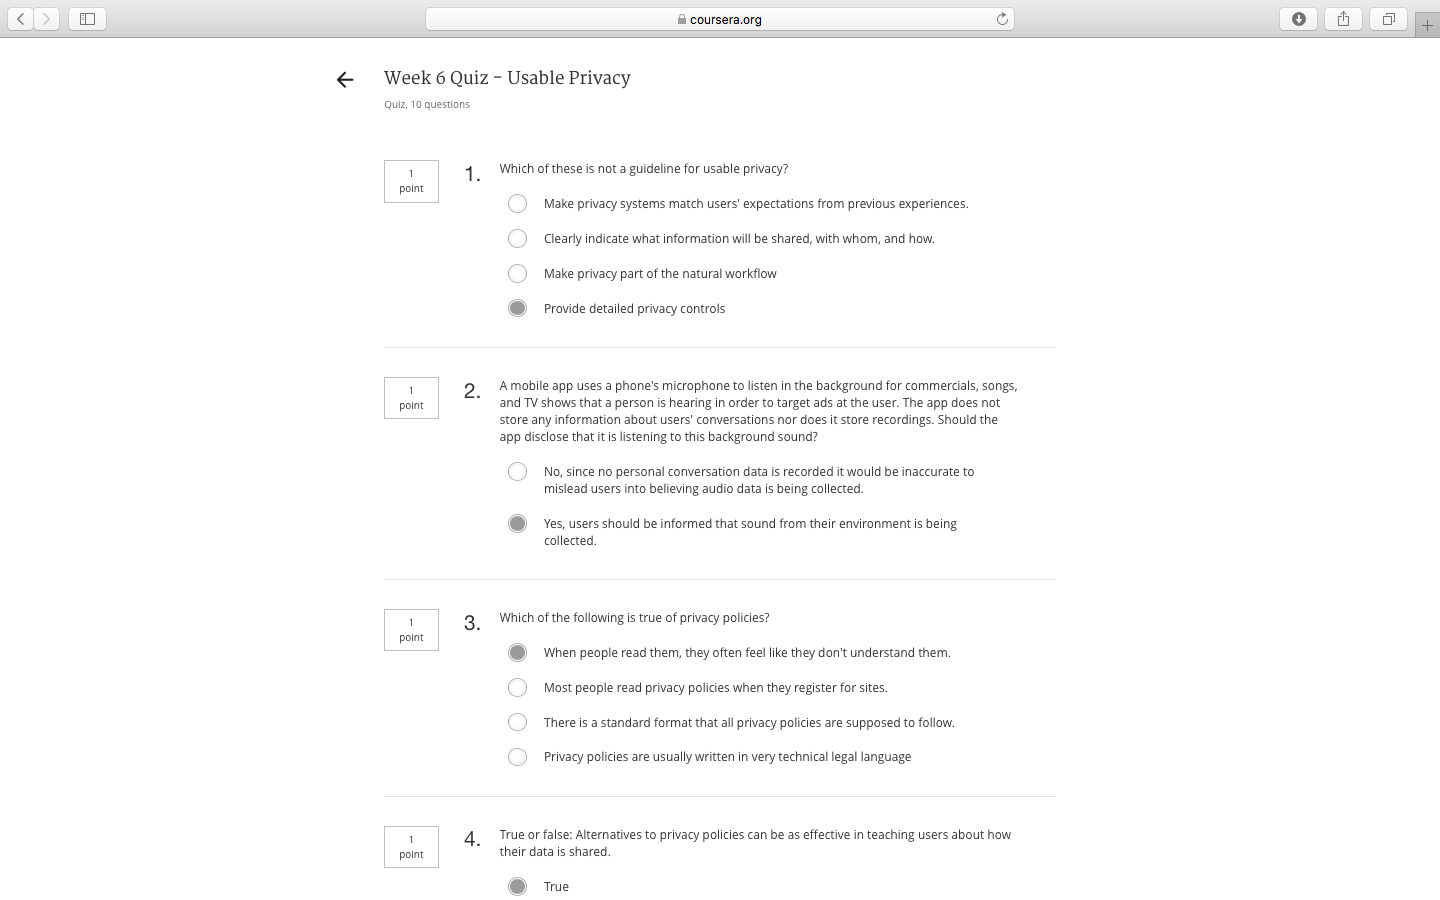 coursera.org
Week 6 Quiz - Usable Privacy
Quiz, 10 questions
1
point
1.
Which of these is not a guideline for usable privacy?
Make privacy systems match users' expectations from previous experiences.
Clearly indicate what information will be shared, with whom, and how.
Make privacy part of the natural workflow
Provide detailed privacy controls
1
point
2.
A mobile app uses a phone's microphone to listen in the background for commercials, songs,
and TV shows that a person is hearing in order to target ads at the user. The app does not
store any information about users' conversations nor does it store recordings. Should the
app disclose that it is listening to this background sound?
No, since no personal conversation data is recorded it would be inaccurate to
mislead users into believing audio data is being collected.
Yes, users should be informed that sound from their environment is being
collected.
1
point
3.
Which of the following is true of privacy policies?
When people read them, they often feel like they don't understand them.
Most people read privacy policies when they register for sites.
There is a standard format that all privacy policies are supposed to follow.
Privacy policies are usually written in very technical legal language
1
point
4.
True or false: Alternatives to privacy policies can be as effective in teaching users about how
their data is shared.
True